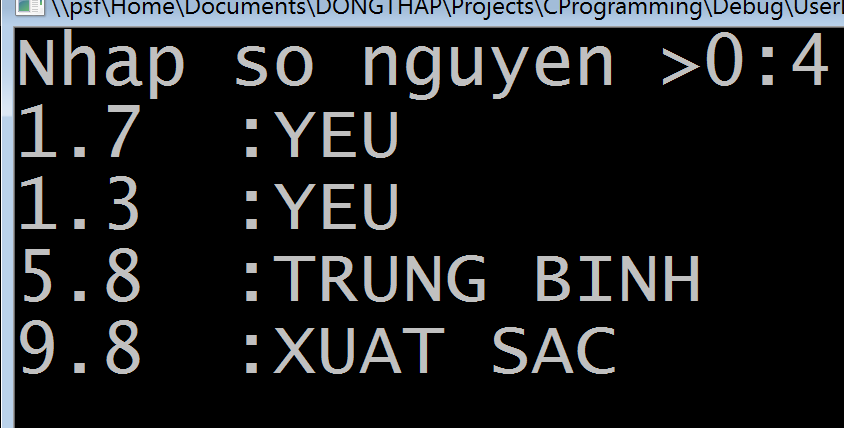 \\psf\Home\Documents\DONGTHAP\Projects\CProgramming\Debug\User
Nhap so nguyen >0:4
1.7 :YEU
1.3 :YEU
5.8 :TRUNG BINH
9.8 :XUAT SAC